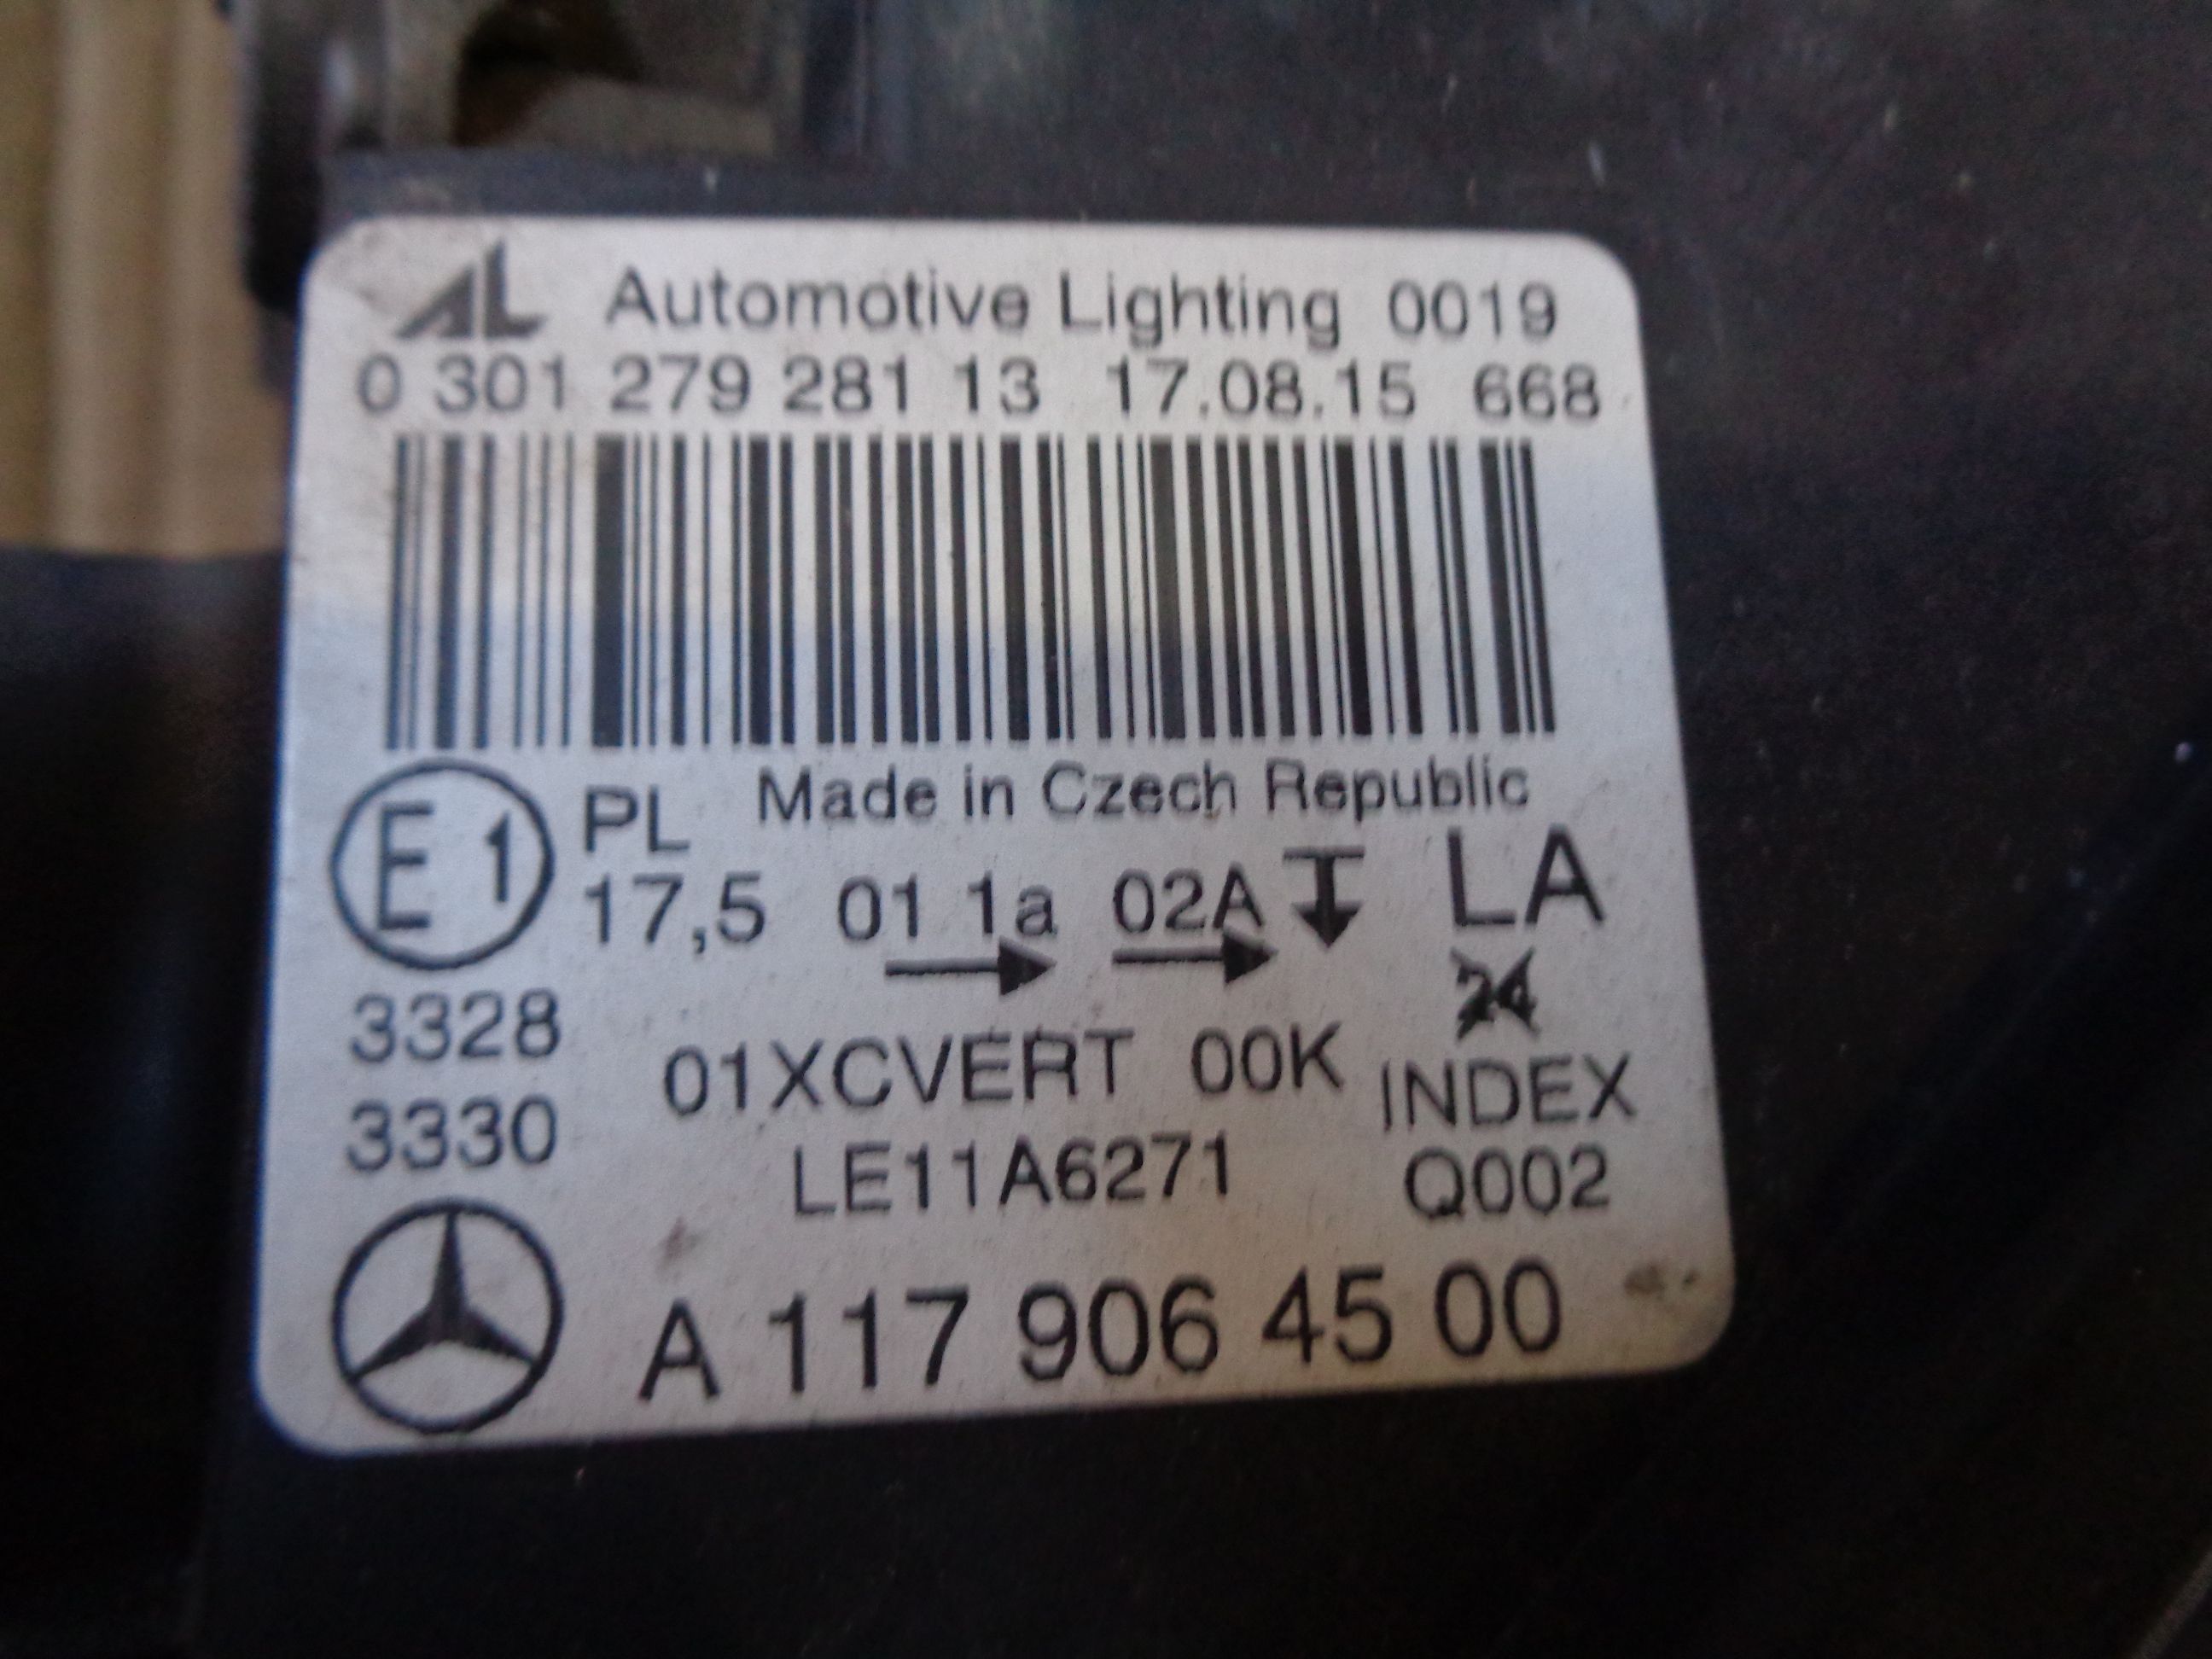 AL Automotive Lighting 0019
0 301 279 281 13 17.08.15 668
Made in Czech Republic
E1 PL
17,5 01 1a 02A LA
24
3328 01XCVERT 00K INDEX
3330 LE11A6271 Q002
A 117 906 45 00